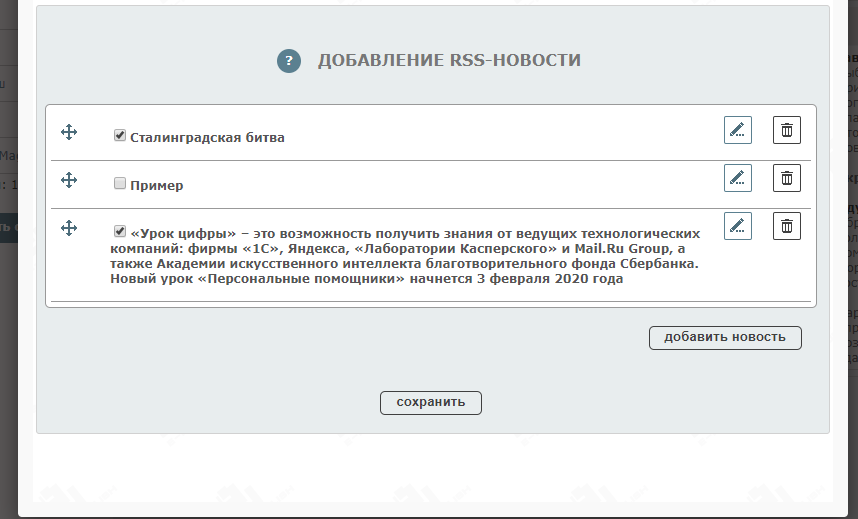 ?
ДОБАВЛЕНИЕ RSS-НОВОСТИ
Сталинградская битва
Пример
«Урок цифры» – это возможность получить знания от ведущих технологических
компаний: фирмы «1С», Яндекса, «Лаборатории Касперского» и Mail.Ru Group, а
также Академии искусственного интеллекта благотворительного фонда Сбербанка.
Новый урок «Персональные помощники» начнется 3 февраля 2020 года
добавить новость
сохранить